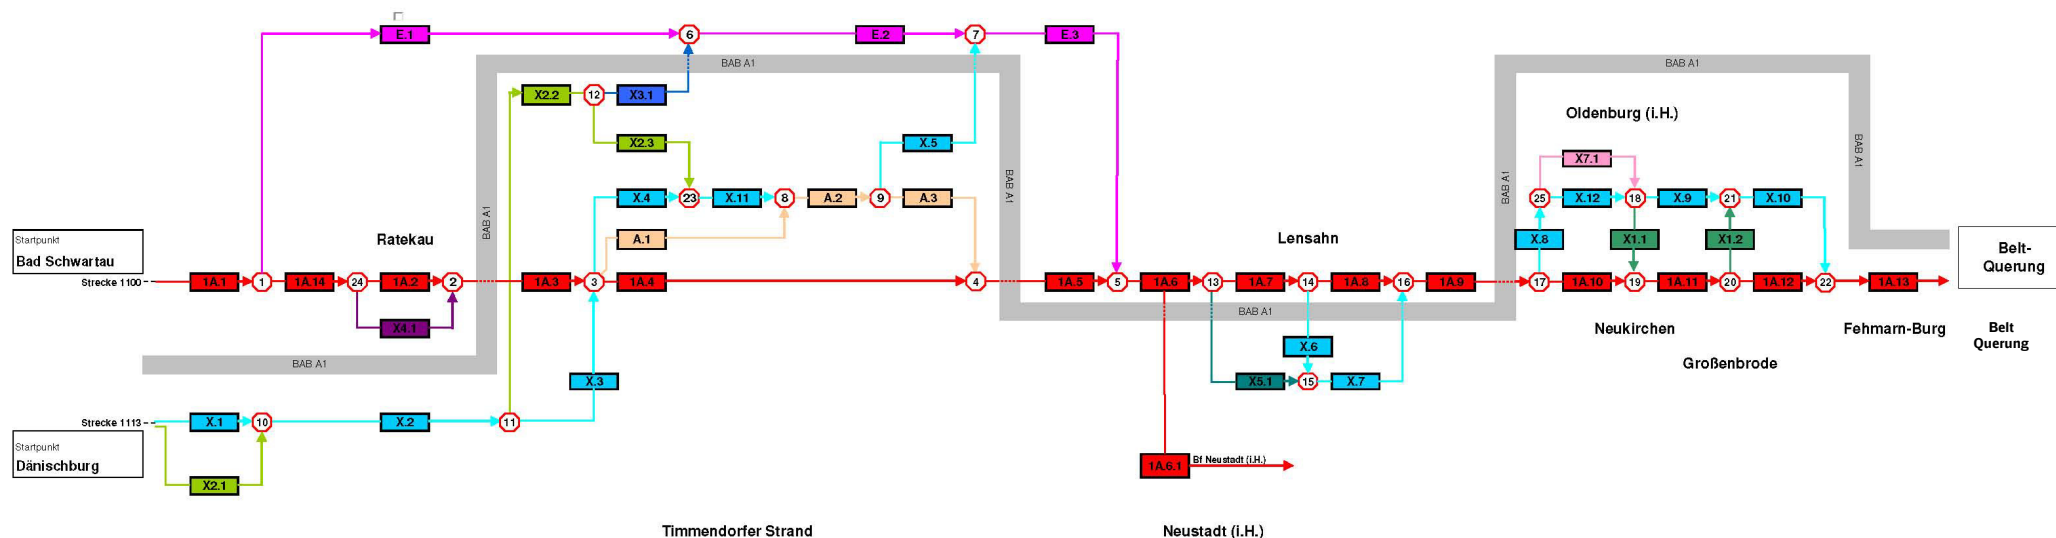 E.1
6
E.2
7
E.3
BAB A1
BAB A1
X2.2
12
X3.1
Oldenburg (i.H.)
X2.3
X.5
X7.1
BAB A1
BAB A1
BAB A1
BAB A1
X.4
23
X.11
8
A.2
9
A.3
25
X.12
18
X.9
21
X.10
Startpunkt
Bad Schwartau
Ratekau
A.1
Lensahn
X.8
X1.1
X1.2
Belt-
Querung
Strecke 1100
1A.1
1
1A.14
24
1A.2
2
1A.3
3
1A.4
4
1A.5
5
1A.6
13
1A.7
14
1A.8
16
1A.9
17
1A.10
19
1A.11
20
1A.12
22
1A.13
BAB A1
X4.1
Neukirchen
Fehmarn-Burg
Belt
Querung
X.6
BAB A1
Großenbrode
X.3
X5.1
15
X.7
Strecke 1113
X.1
10
X.2
11
Startpunkt
Dänischburg
1A.6.1
Bf Neustadt (i.H.)
X2.1
Timmendorfer Strand
Neustadt (i.H.)